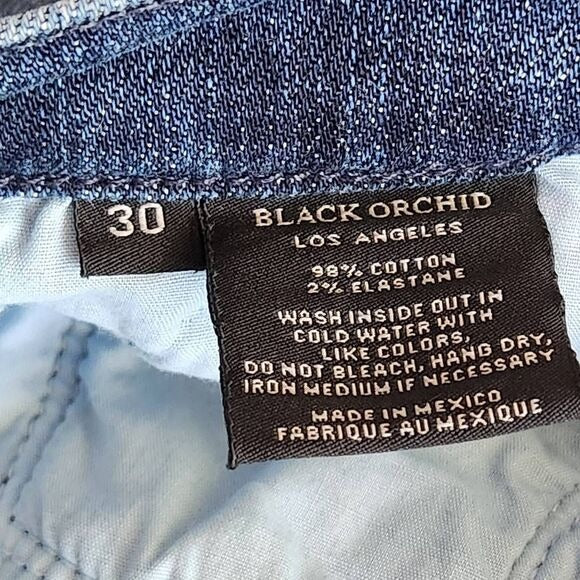 30
BLACK ORCHID
LOS ANGELES
98% COTTON
2% ELASTANE
WASH INSIDE OUT IN
COLD WATER WITH
LIKE COLORS,
DO NOT BLEACH, HANG DRY,
IRON MEDIUM IF NECESSARY
MADE IN MEXICO
FABRIQUE AU MEXIQUE